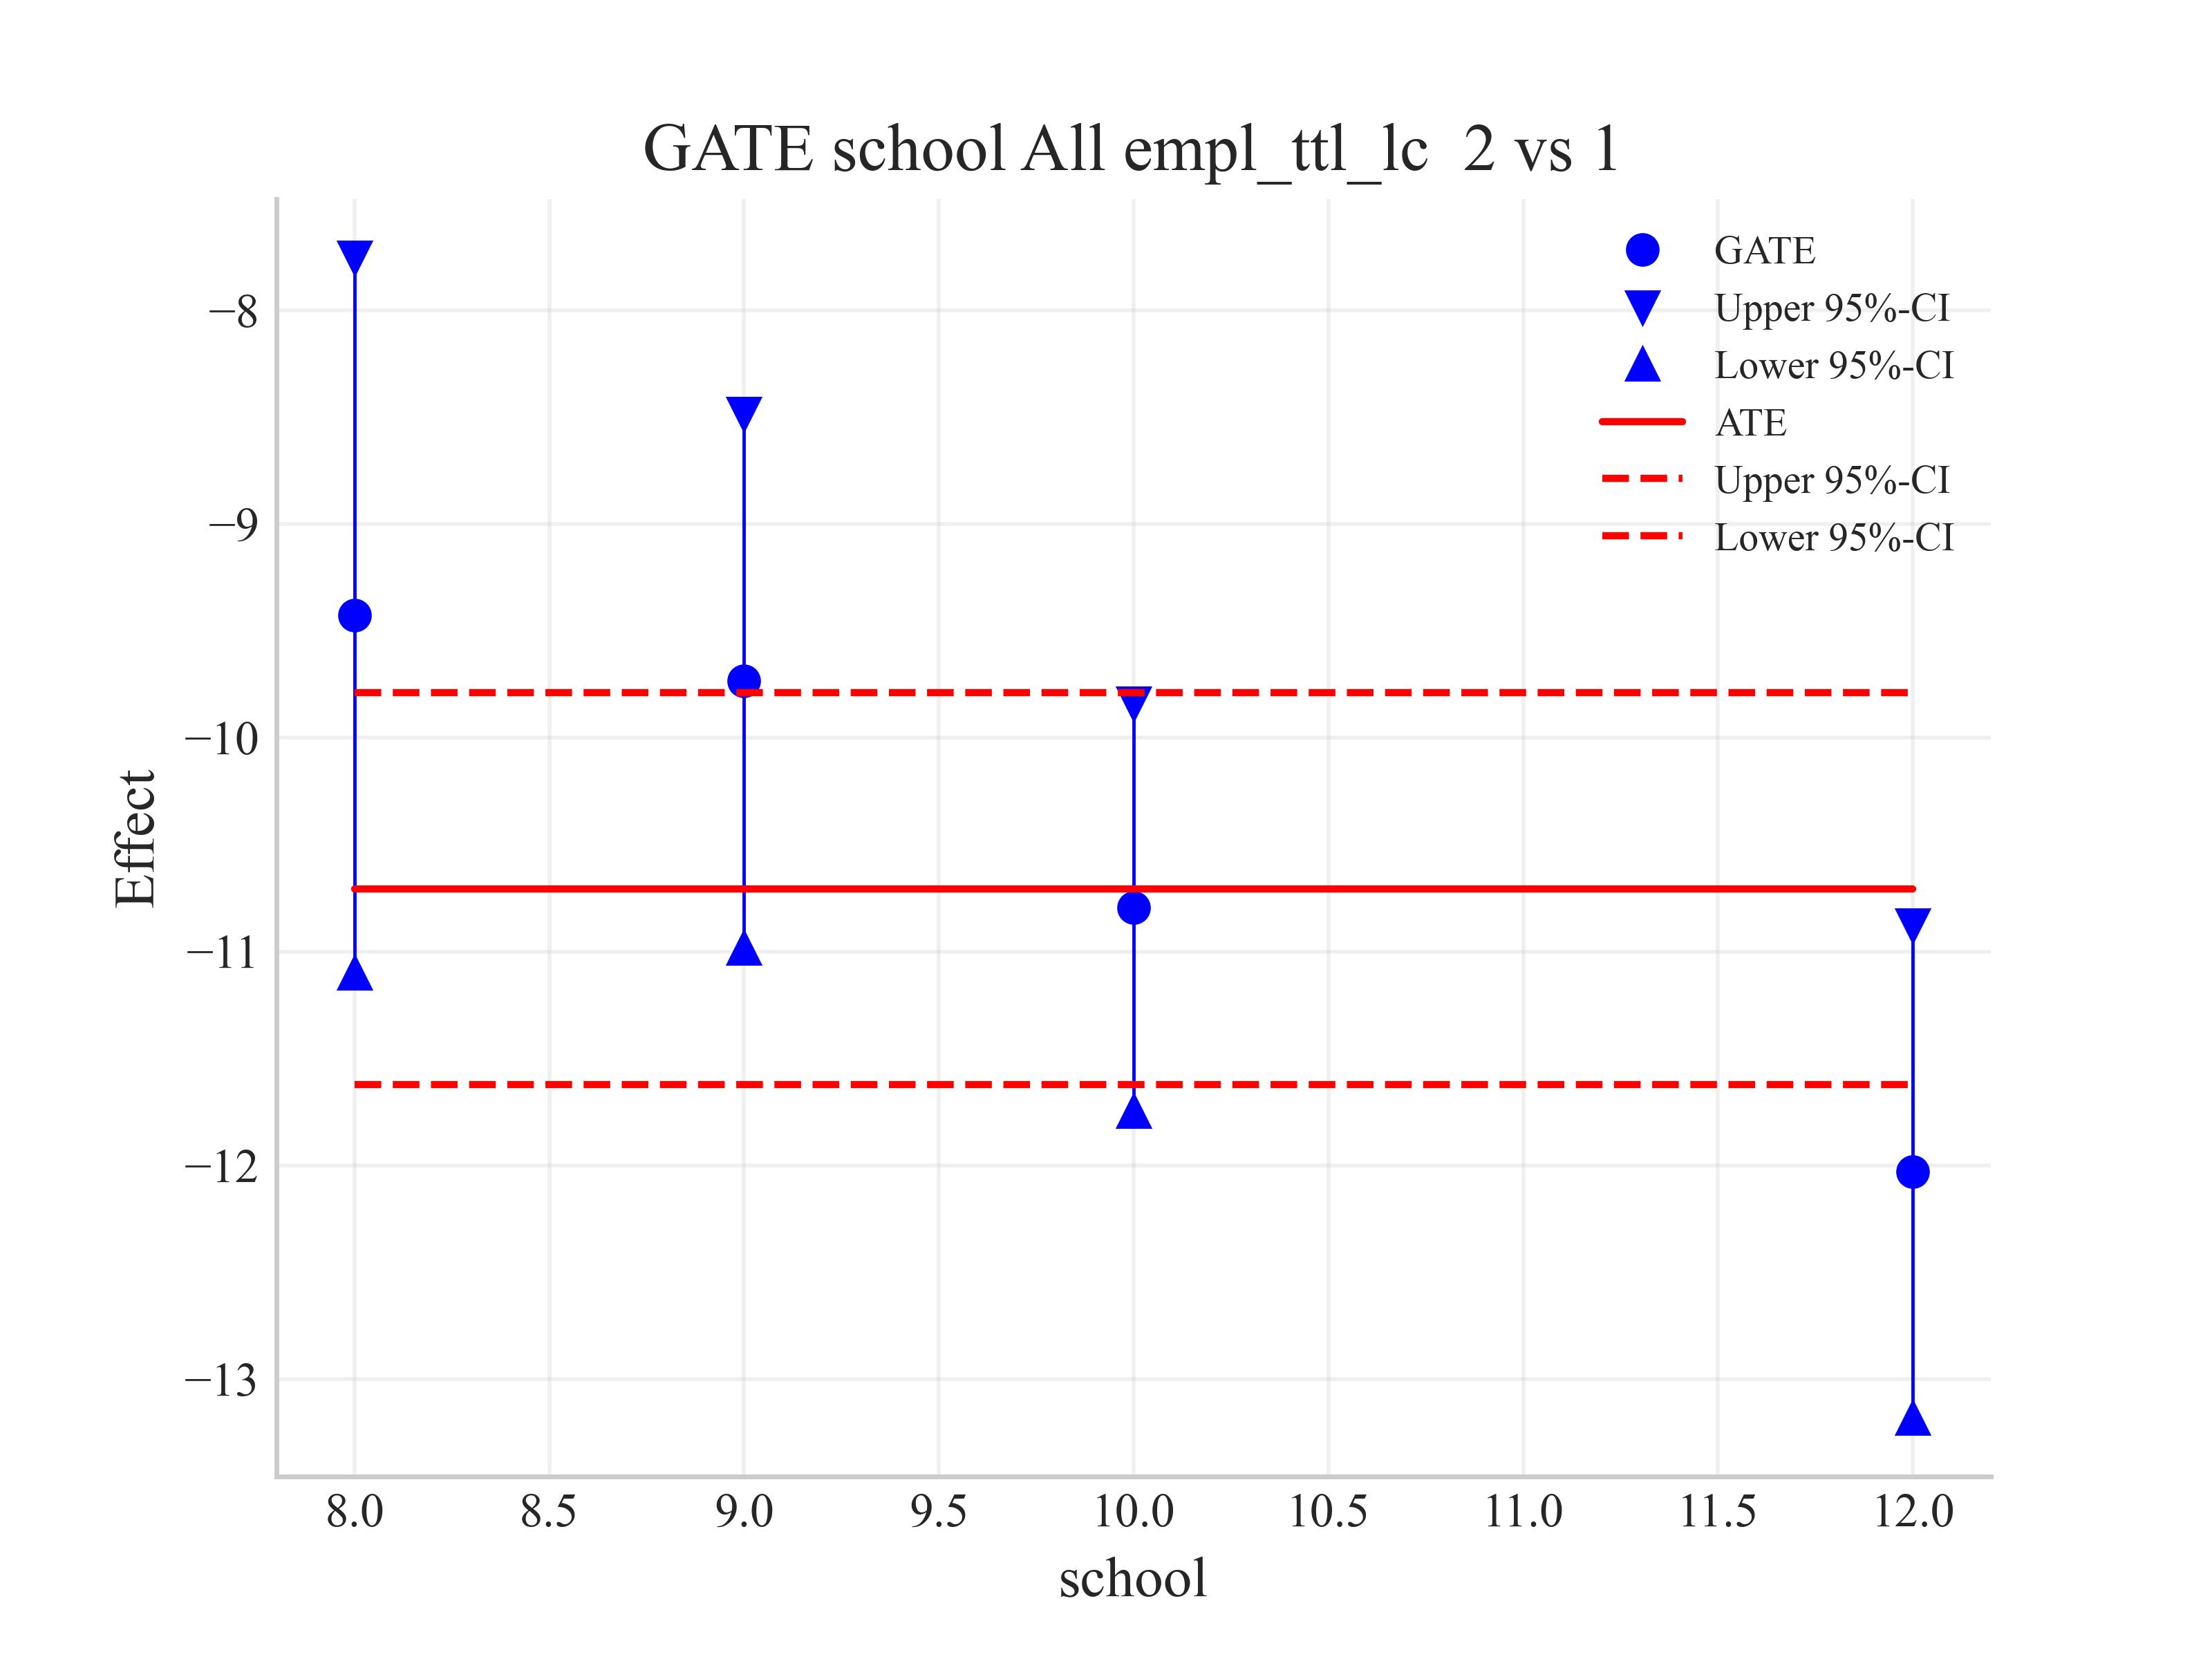 GATE school All empl_ttl_lc 2 vs 1
GATE
Upper 95%-CI
Lower 95%-CI
ATE
Upper 95%-CI
Lower 95%-CI
Effect
−8
−9
−10
−11
−12
−13
8.0 8.5 9.0 9.5 10.0 10.5 11.0 11.5 12.0
school